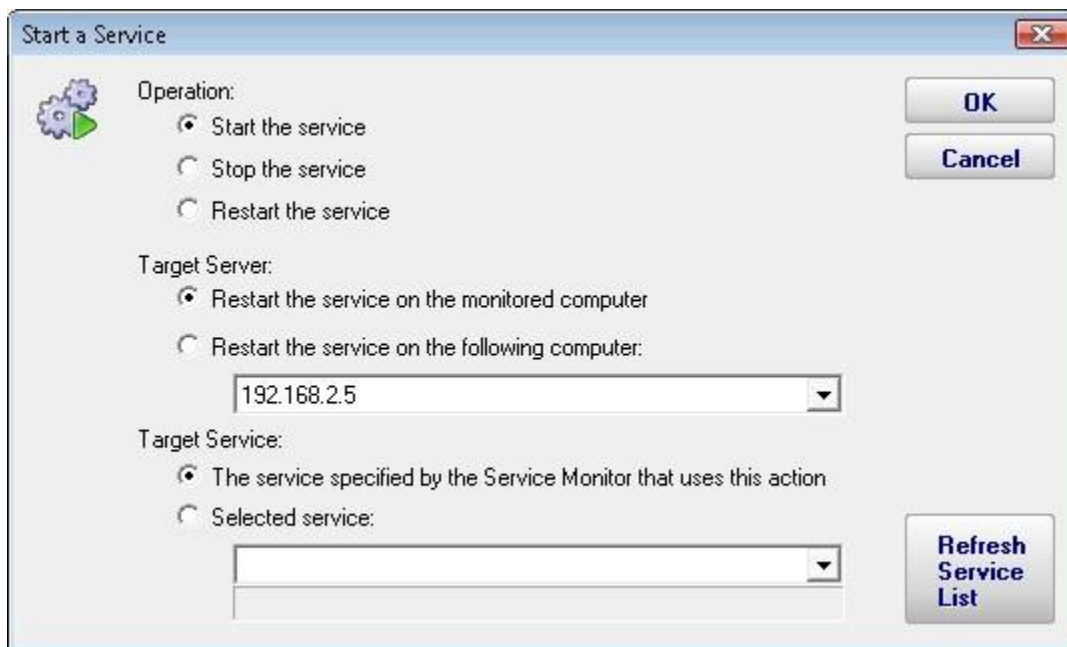 Start a Service
Operation:
Start the service
Stop the service
Restart the service
OK
Cancel
Target Server:
Restart the service on the monitored computer
Restart the service on the following computer:
192.168.2.5
Target Service:
The service specified by the Service Monitor that uses this action
Selected service:
Refresh
Service
List